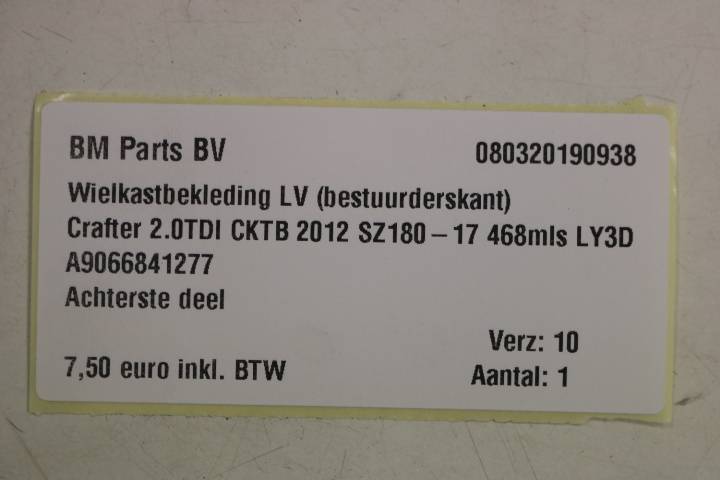 BM Parts BV 080320190938
Wielkastbekleding LV (bestuurderskant)
Crafter 2.0TDI CKTB 2012 SZ180 – 17 468mls LY3D
A9066841277
Achterste deel
Verz: 10
7,50 euro inkl. BTW Aantal: 1